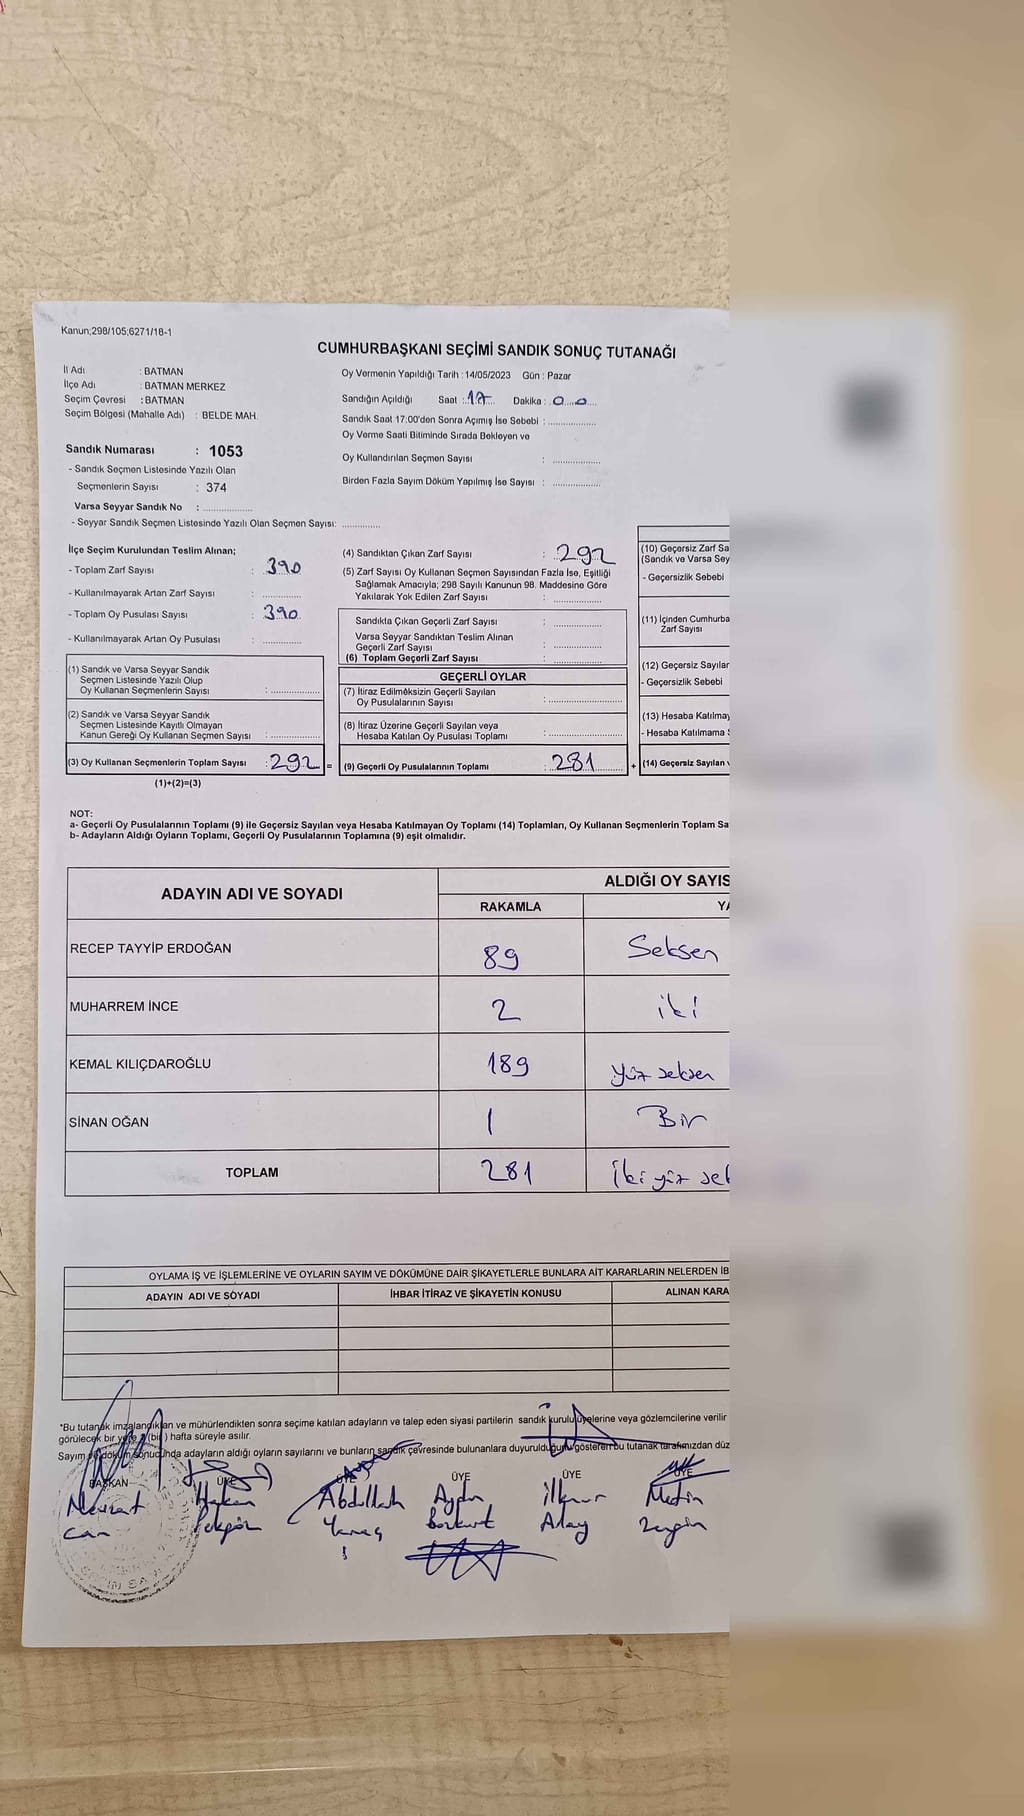 Kanun;298/105;6271/18-1
CUMHURBAŞKANI SEÇİMİ SANDIK SONUÇ TUTANAĞI
İl Adı : BATMAN
İlçe Adı : BATMAN MERKEZ
Seçim Çevresi : BATMAN
Seçim Bölgesi (Mahalle Adı) : BELDE MAH.
Oy Vermenin Yapıldığı Tarih : 14/05/2023 Gün : Pazar
Sandığın Açıldığı Saat : 17 Dakika : 00
Sandık Saat 17:00'den Sonra Açımış İse Sebebi :
Oy Verme Saati Bitiminde Sırada Bekleyen ve
Oy Kullandırılan Seçmen Sayısı :
Birden Fazla Sayım Döküm Yapılmış İse Sayısı :
Sandık Numarası : 1053
- Sandık Seçmen Listesinde Yazılı Olan
Seçmenlerin Sayısı : 374
Varsa Seyyar Sandık No :
- Seyyar Sandık Seçmen Listesinde Yazılı Olan Seçmen Sayısı:
İlçe Seçim Kurulundan Teslim Alınan;
- Toplam Zarf Sayısı : 390
- Kullanılmayarak Artan Zarf Sayısı :
- Toplam Oy Pusulası Sayısı : 390
- Kullanılmayarak Artan Oy Pusulası :
(1) Sandık ve Varsa Seyyar Sandık
Seçmen Listesinde Yazılı Olup
Oy Kullanan Seçmenlerin Sayısı :
(2) Sandık ve Varsa Seyyar Sandık
Seçmen Listesinde Kayıtlı Olmayan
Kanun Gereği Oy Kullanan Seçmen Sayısı :
(3) Oy Kullanan Seçmenlerin Toplam Sayısı : 292 =
(1)+(2)=(3)
(4) Sandıktan Çıkan Zarf Sayısı : 292
(5) Zarf Sayısı Oy Kullanan Seçmen Sayısından Fazla İse, Eşitliği
Sağlamak Amacıyla; 298 Sayılı Kanunun 98. Maddesine Göre
Yakılarak Yok Edilen Zarf Sayısı :
Sandıkta Çıkan Geçerli Zarf Sayısı :
Varsa Seyyar Sandıktan Teslim Alınan
Geçerli Zarf Sayısı :
(6) Toplam Geçerli Zarf Sayısı :
GEÇERLİ OYLAR
(7) İtiraz Edilmeksizin Geçerli Sayılan
Oy Pusulalarının Sayısı :
(8) İtiraz Üzerine Geçerli Sayılan veya
Hesaba Katılan Oy Pusulası Toplamı :
(9) Geçerli Oy Pusulalarının Toplamı : 281 +
(10) Geçersiz Zarf Sa
(Sandık ve Varsa Sey
- Geçersizlik Sebebi
(11) İçinden Cumhurba
Zarf Sayısı
(12) Geçersiz Sayılar
- Geçersizlik Sebebi
(13) Hesaba Katılmay
- Hesaba Katılmama S
(14) Geçersiz Sayılan v
NOT:
a- Geçerli Oy Pusulalarının Toplamı (9) ile Geçersiz Sayılan veya Hesaba Katılmayan Oy Toplamı (14) Toplamları, Oy Kullanan Seçmenlerin Toplam Sa
b- Adayların Aldığı Oyların Toplamı, Geçerli Oy Pusulalarının Toplamına (9) eşit olmalıdır.
ADAYIN ADI VE SOYADI
ALDIĞI OY SAYIS
RAKAMLA YA
RECEP TAYYİP ERDOĞAN 89 Seksen
MUHARREM İNCE 2 iki
KEMAL KILIÇDAROĞLU 189 Yüz seksen
SİNAN OĞAN 1 Bir
TOPLAM 281 İki yüz sek
OYLAMA İŞ VE İŞLEMLERİNE VE OYLARIN SAYIM VE DÖKÜMÜNE DAİR ŞİKAYETLERLE BUNLARA AİT KARARLARIN NELERDEN İB
ADAYIN ADI VE SOYADI İHBAR İTİRAZ VE ŞİKAYETİN KONUSU ALINAN KARA
*Bu tutanak imzalandıktan ve mühürlendikten sonra seçime katılan adayların ve talep eden siyasi partilerin sandık kurulu üyelerine veya gözlemcilerine verilir
görülecek bir yere 1 (bir) hafta süreyle asılır.
Sayım ve döküm sonucunda adayların aldığı oyların sayılarını ve bunların sandık çevresinde bulunanlara duyurulduğunu gösteren bu tutanak tarafımızdan düz
BAŞKAN ÜYE ÜYE ÜYE ÜYE ÜYE
Nevzat Hakan Abdullah Aydın İlknur Metin
Can Pekgöz Yamaç Bozkurt Alay Zengin